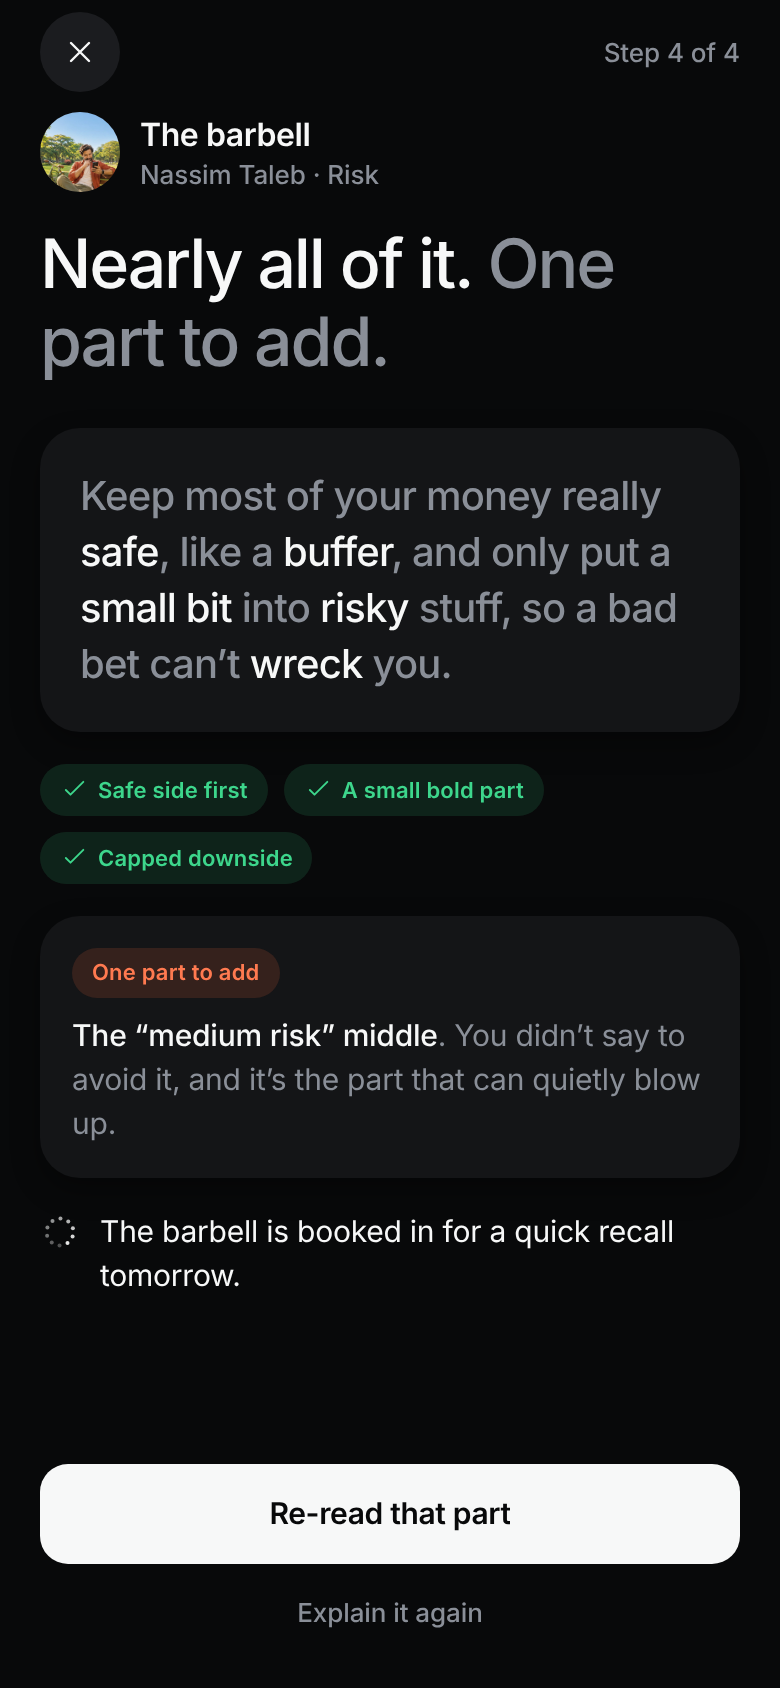 Step 4 of 4
The barbell
Nassim Taleb · Risk
Nearly all of it. One
part to add.
Keep most of your money really
safe, like a buffer, and only put a
small bit into risky stuff, so a bad
bet can’t wreck you.
Safe side first
A small bold part
Capped downside
One part to add
The “medium risk” middle. You didn’t say to
avoid it, and it’s the part that can quietly blow
up.
The barbell is booked in for a quick recall
tomorrow.
Re-read that part
Explain it again